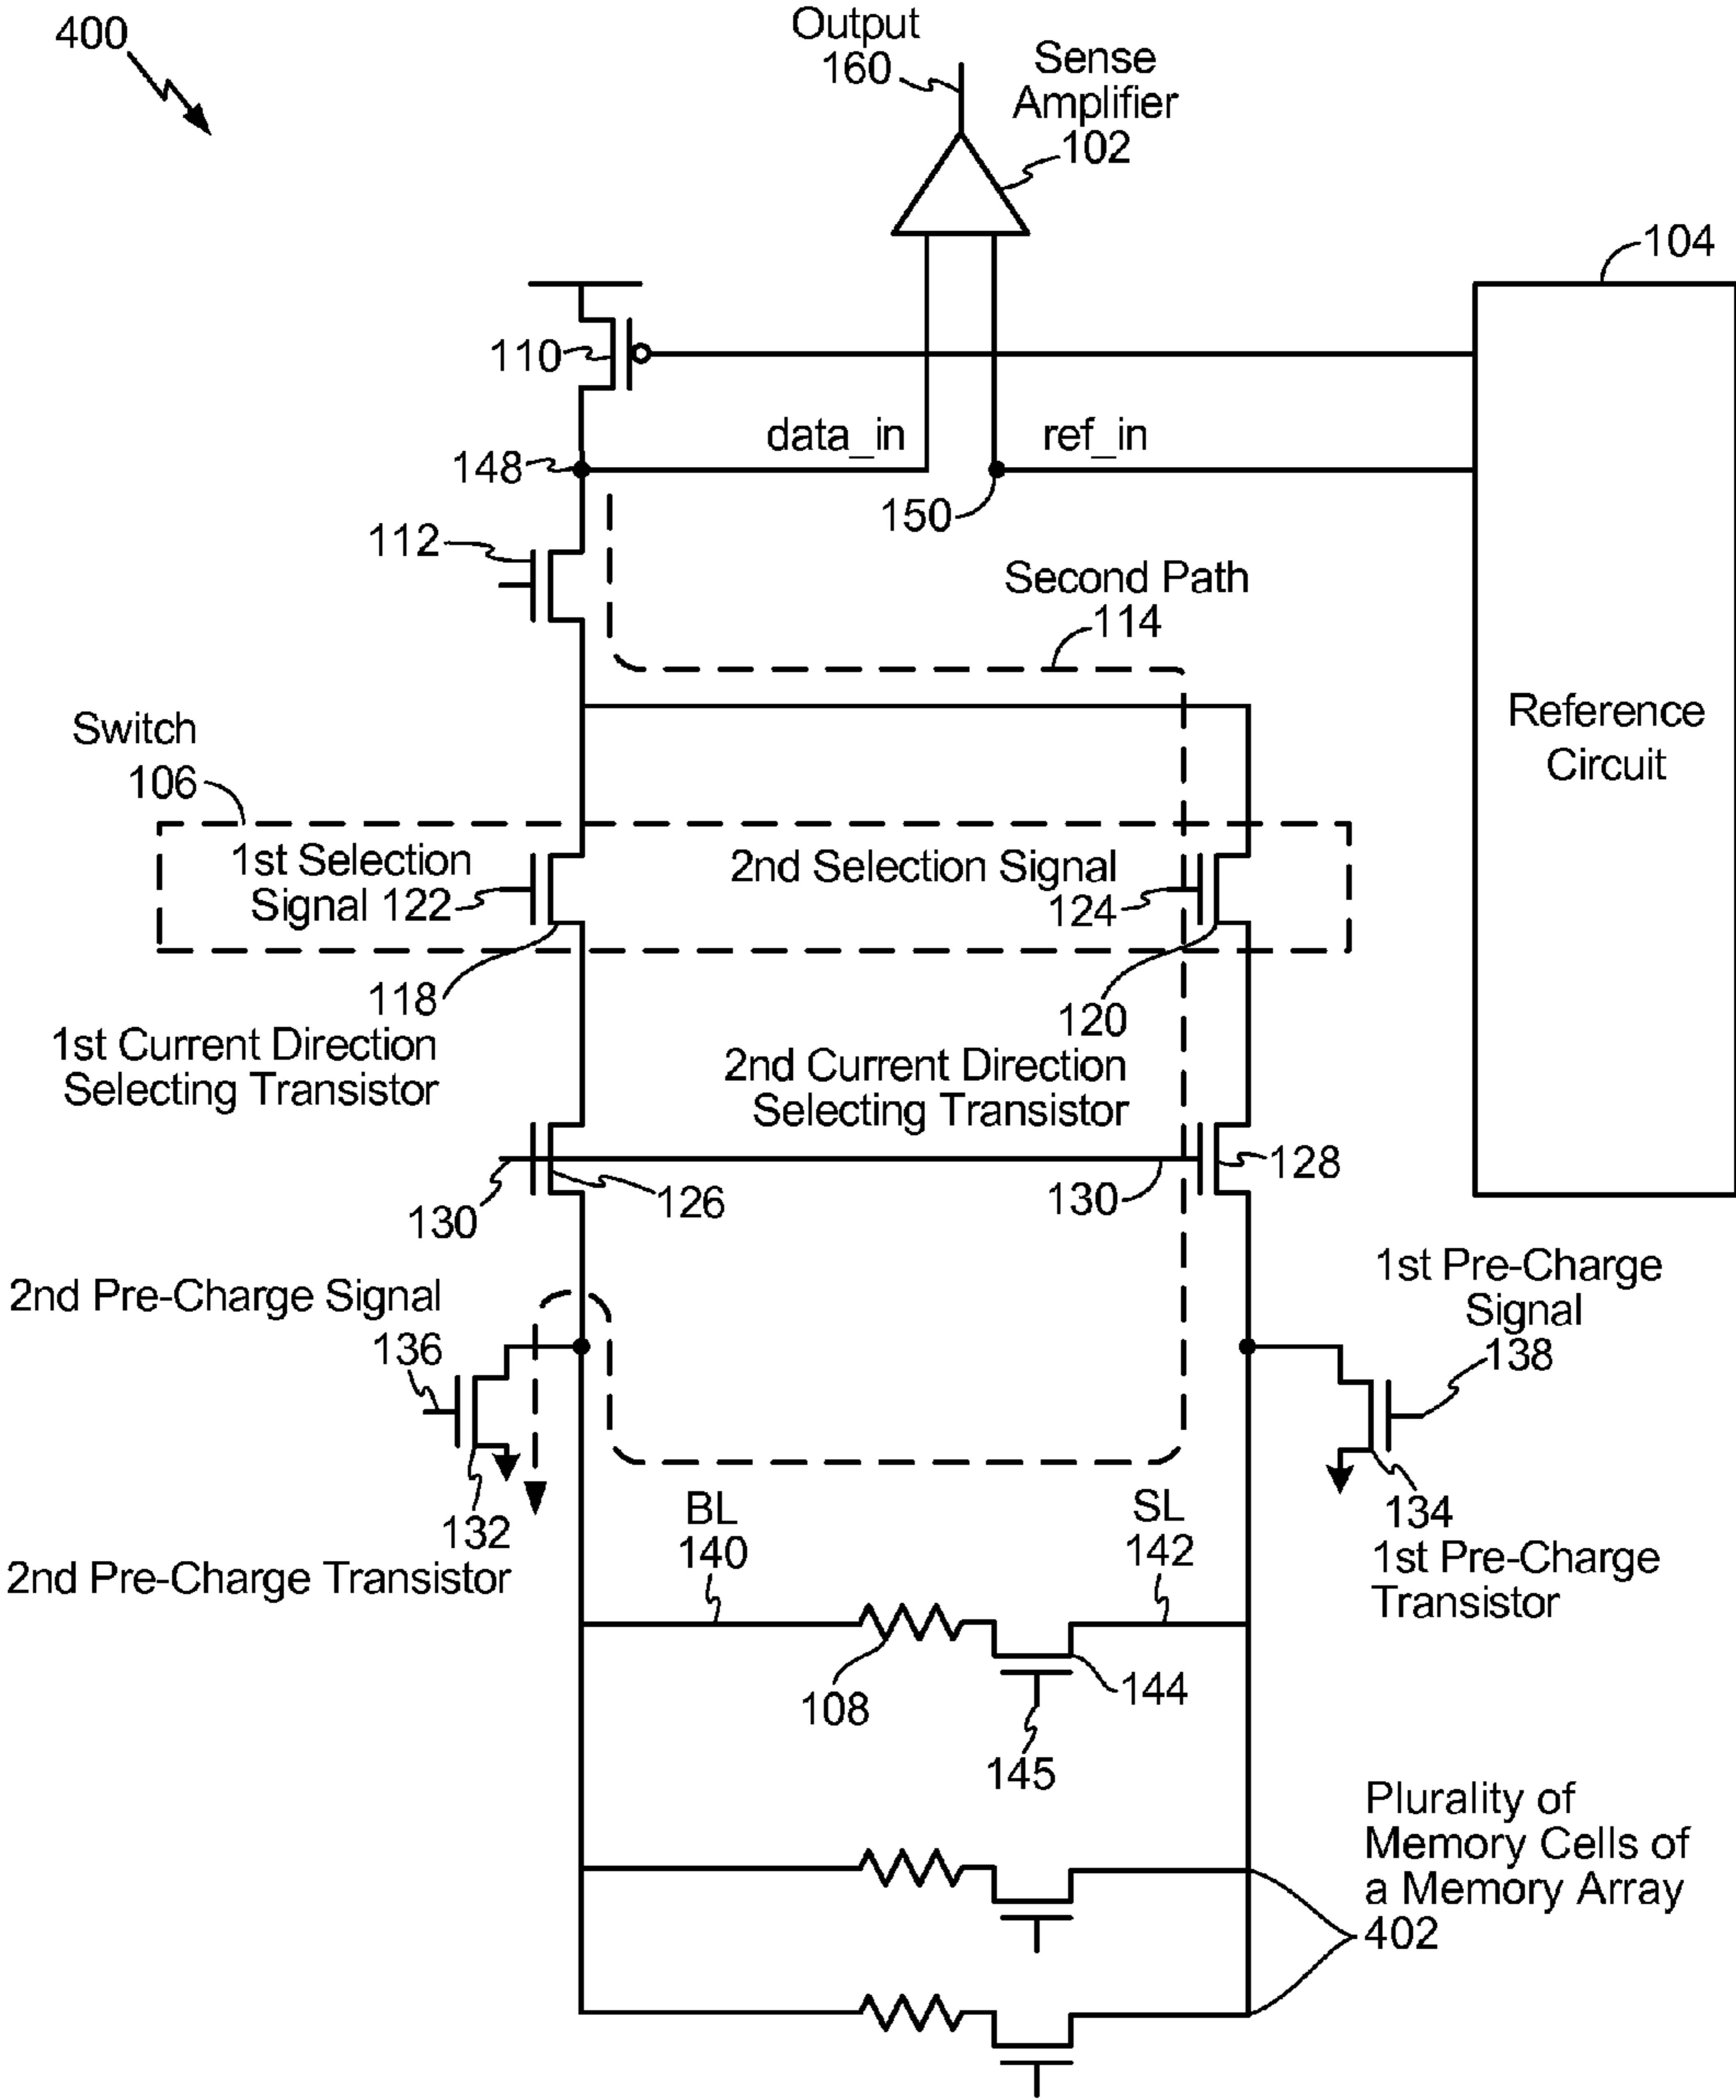 400
Output
160
Sense
Amplifier
102
104
110
data_in
ref_in
148
150
112
Second Path
114
Reference
Circuit
Switch
106
1st Selection
Signal 122
2nd Selection Signal
124
118
1st Current Direction
Selecting Transistor
120
2nd Current Direction
Selecting Transistor
130
126
130
128
2nd Pre-Charge Signal
136
1st Pre-Charge
Signal
138
132
2nd Pre-Charge Transistor
134
1st Pre-Charge
Transistor
BL
140
SL
142
108
144
145
Plurality of
Memory Cells of
a Memory Array
402